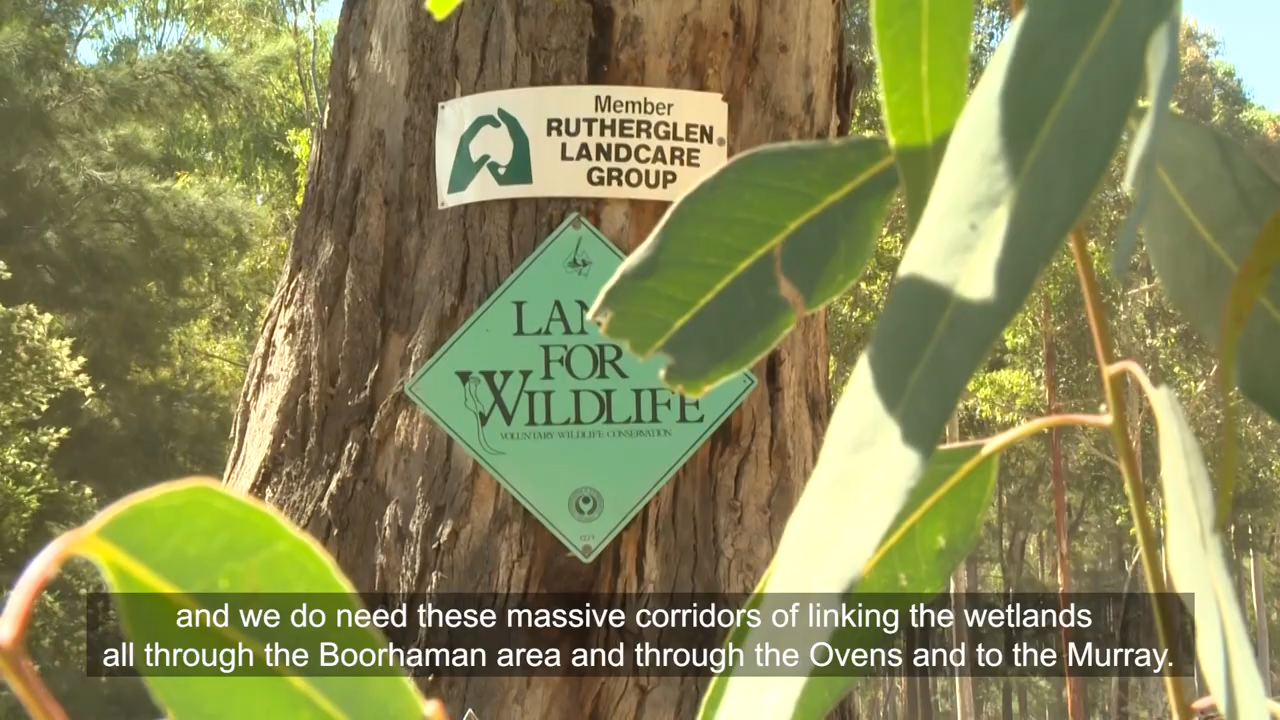 Member
RUTHERGLEN
LANDCARE
GROUP
FOR
WILDLIFE
VOLUNTARY WILDLIFE CONSERVATION
and we do need these massive corridors of linking the wetlands
all through the Boorhaman area and through the Ovens and to the Murray.